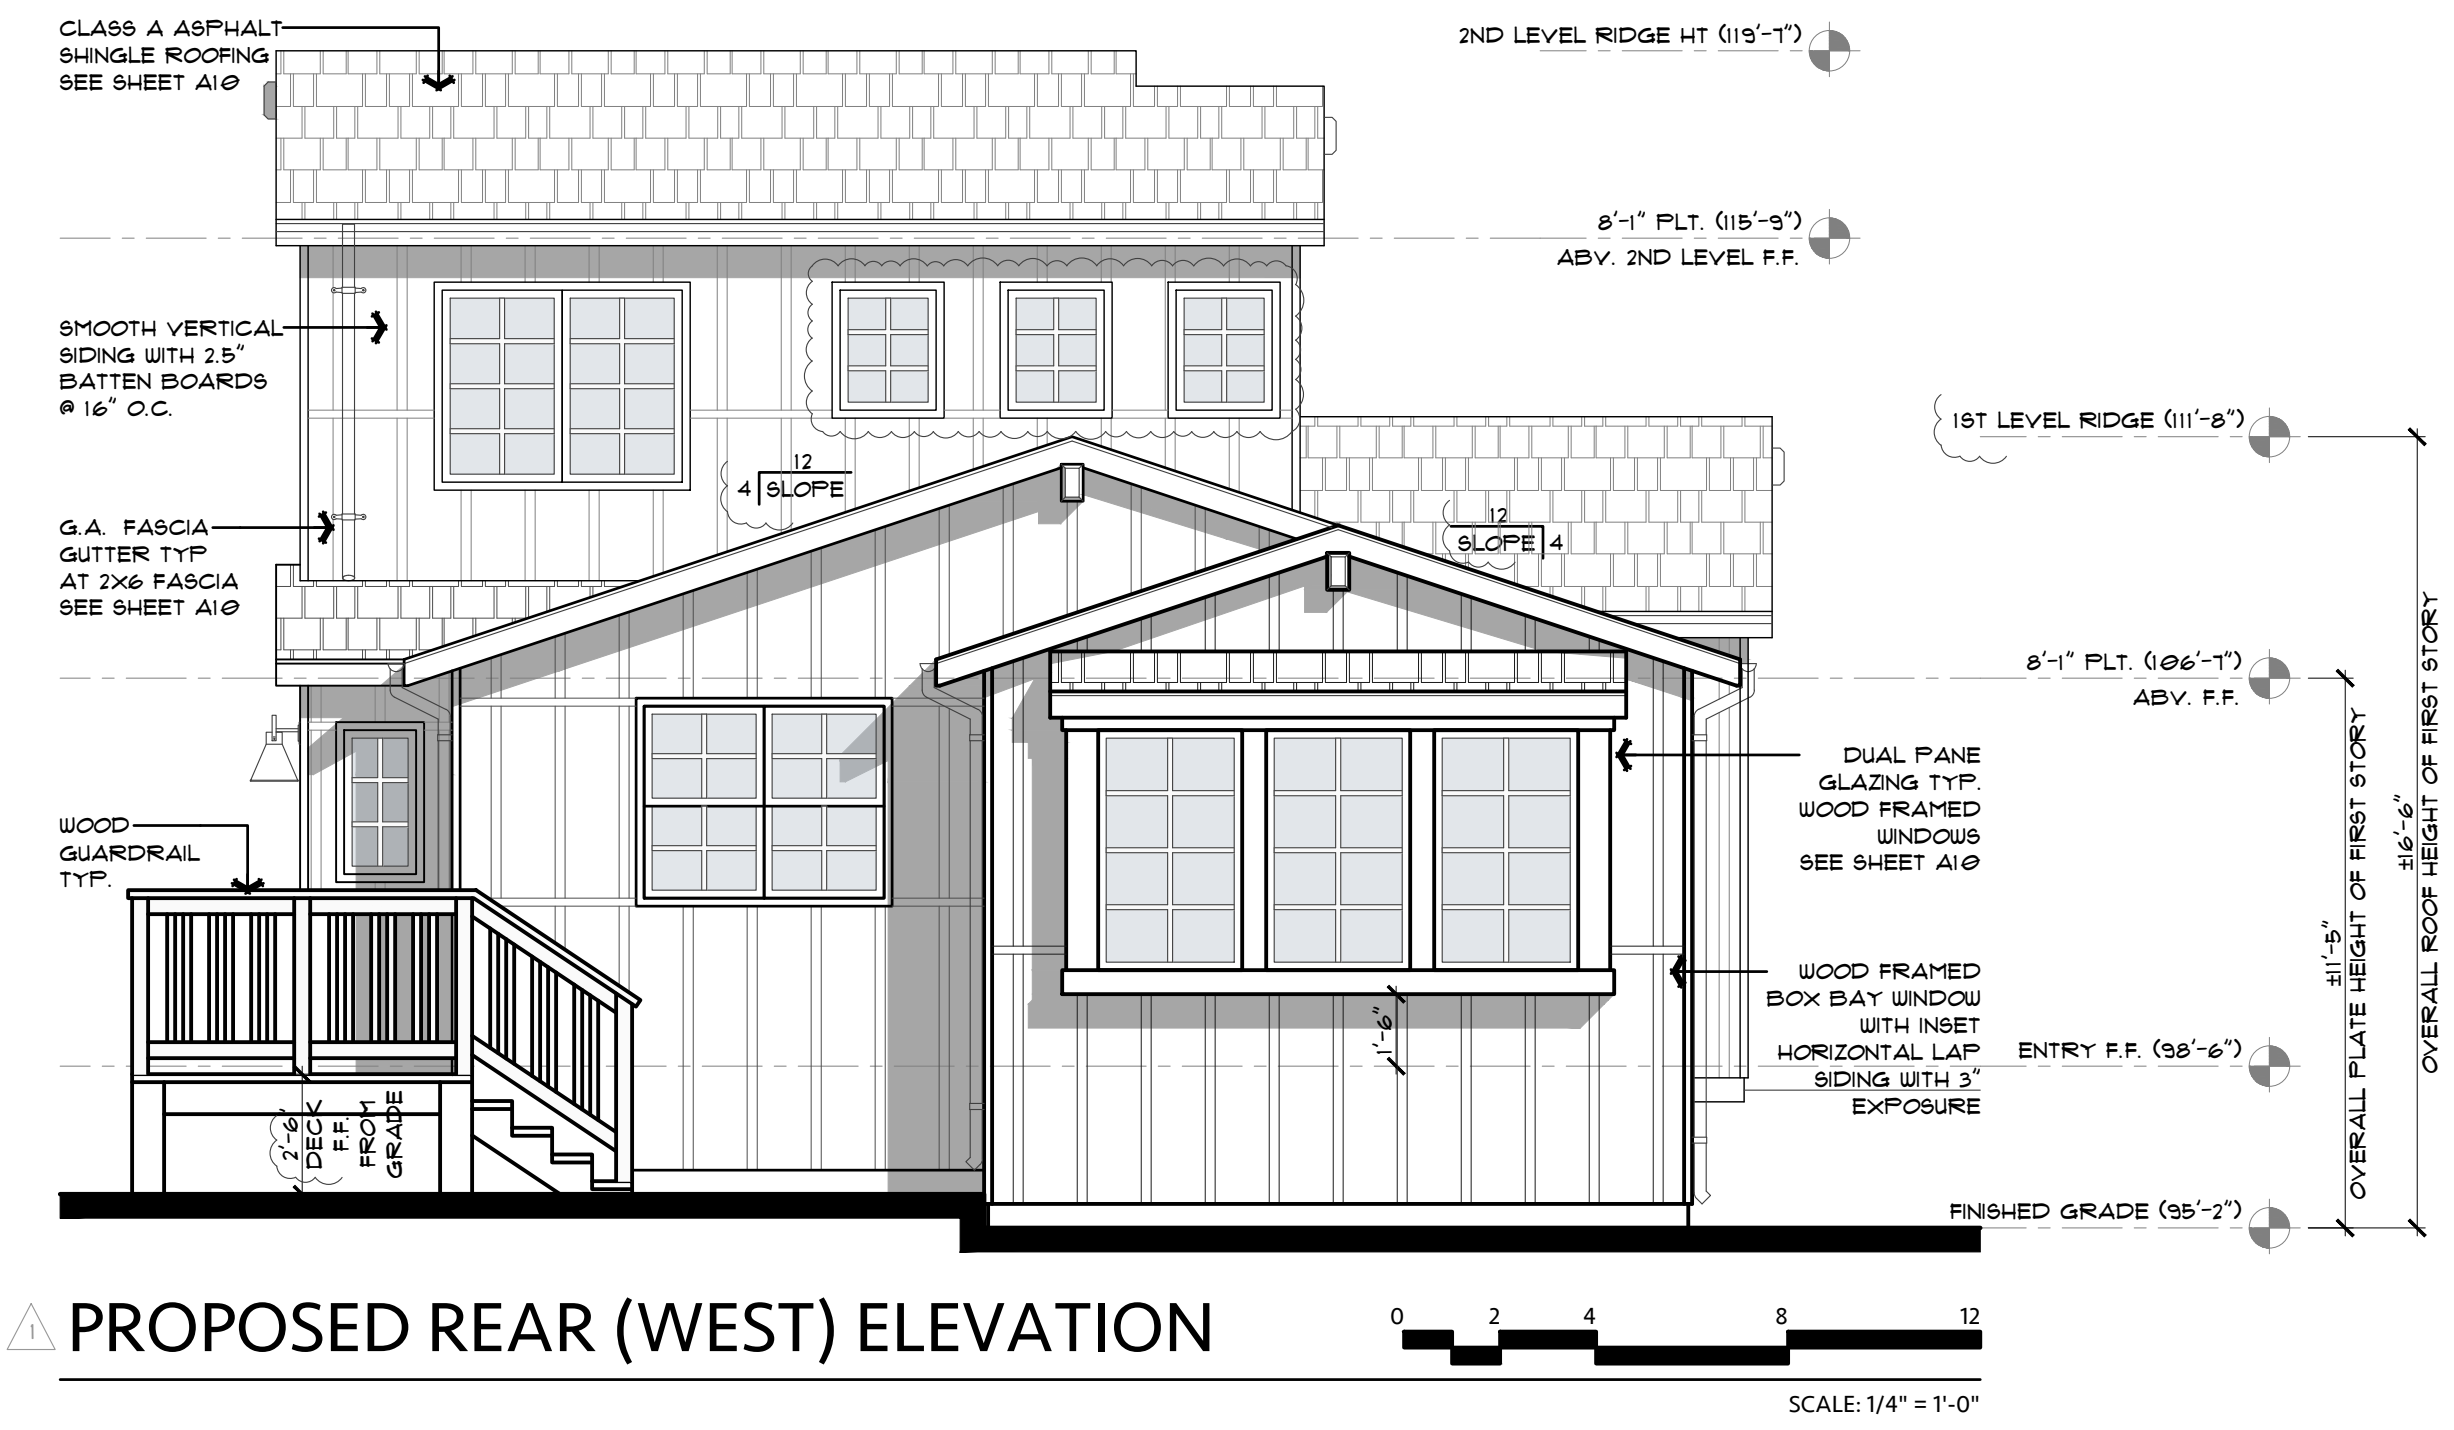 CLASS A ASPHALT
SHINGLE ROOFING
SEE SHEET A10
2ND LEVEL RIDGE HT (119'-7")
8'-1" PLT. (115'-9")
ABV. 2ND LEVEL F.F.
SMOOTH VERTICAL
SIDING WITH 2.5"
BATTEN BOARDS
@ 16" O.C.
1ST LEVEL RIDGE (111'-8")
12
4 SLOPE
12
SLOPE 4
G.A. FASCIA
GUTTER TYP
AT 2X6 FASCIA
SEE SHEET A10
8'-1" PLT. (106'-7")
ABV. F.F.
DUAL PANE
GLAZING TYP.
WOOD FRAMED
WINDOWS
SEE SHEET A10
WOOD
GUARDRAIL
TYP.
WOOD FRAMED
BOX BAY WINDOW
WITH INSET
HORIZONTAL LAP
SIDING WITH 3"
EXPOSURE
1'-6"
ENTRY F.F. (98'-6")
2'-6"
DECK
F.F.
FROM
GRADE
FINISHED GRADE (95'-2")
±11'-5"
OVERALL PLATE HEIGHT OF FIRST STORY
±16'-6"
OVERALL ROOF HEIGHT OF FIRST STORY
1
PROPOSED REAR (WEST) ELEVATION
0 2 4 8 12
SCALE: 1/4" = 1'-0"